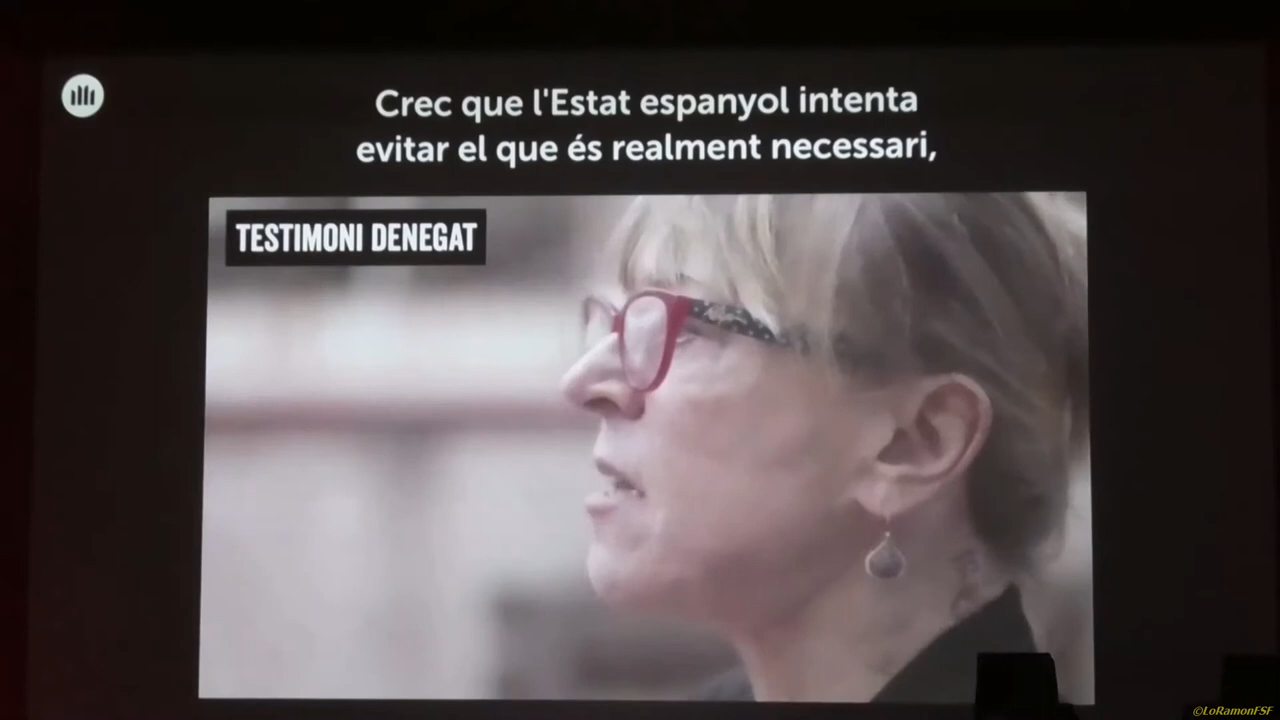 Crec que l'Estat espanyol intenta
evitar el que és realment necessari,
TESTIMONI DENEGAT
©LoRamonFSF